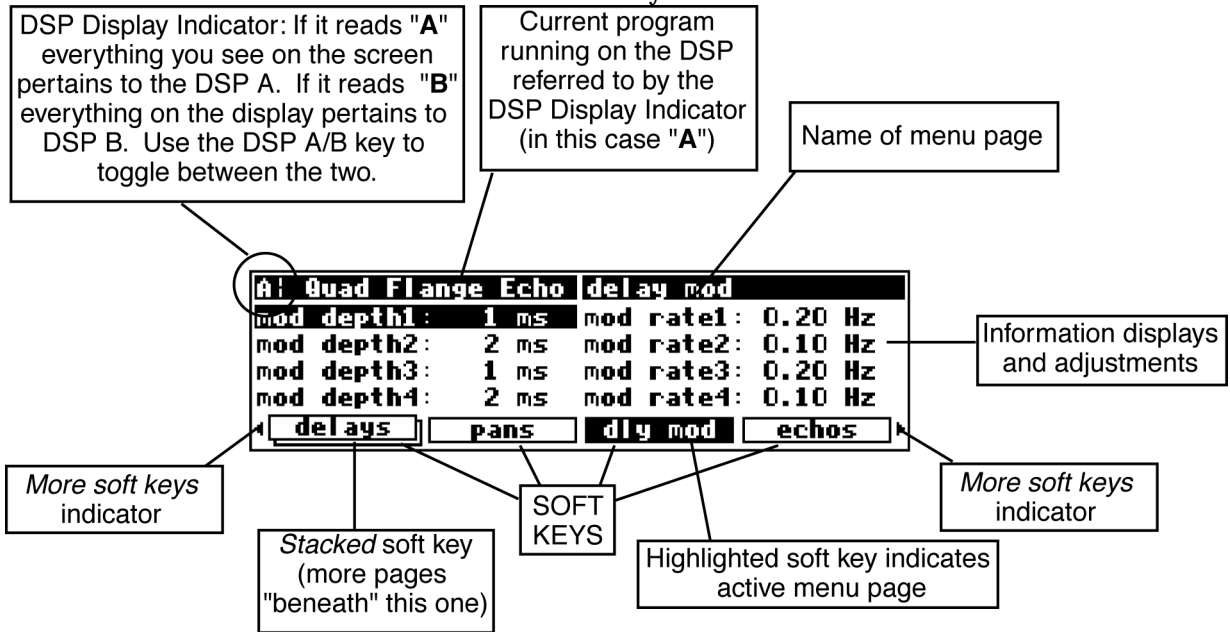 DSP Display Indicator: If it reads "A"
everything you see on the screen
pertains to the DSP A. If it reads "B"
everything on the display pertains to
DSP B. Use the DSP A/B key to
toggle between the two.
Current program
running on the DSP
referred to by the
DSP Display Indicator
(in this case "A")
Name of menu page
A¦ Quad Flange Echo delay mod
mod depth1: 1 ms mod rate1: 0.20 Hz
mod depth2: 2 ms mod rate2: 0.10 Hz
mod depth3: 1 ms mod rate3: 0.20 Hz
mod depth4: 2 ms mod rate4: 0.10 Hz
delays pans dly mod echos
Information displays
and adjustments
More soft keys
indicator
Stacked soft key
(more pages
"beneath" this one)
SOFT
KEYS
Highlighted soft key indicates
active menu page
More soft keys
indicator